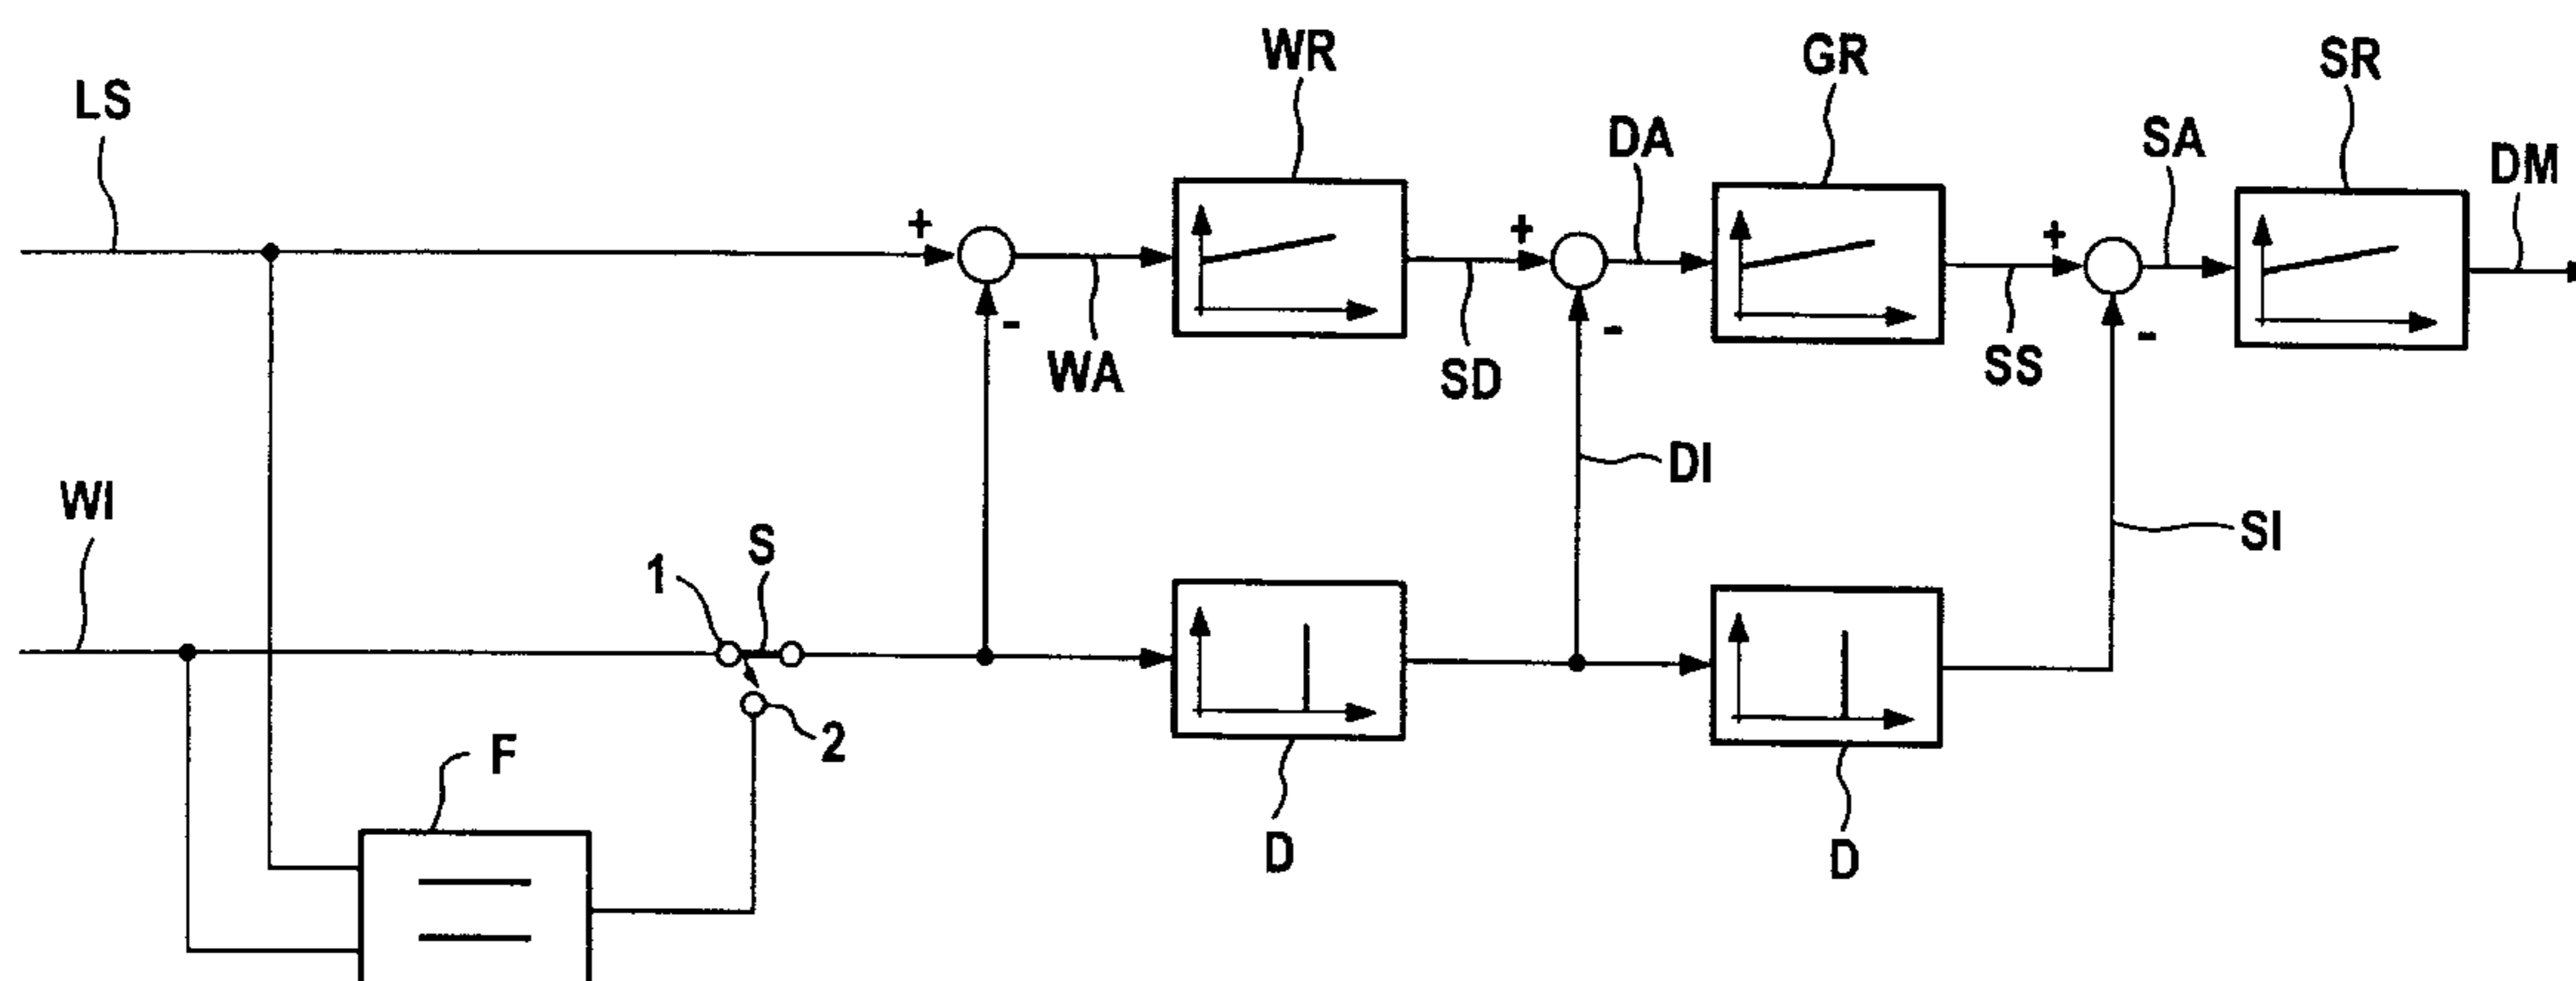 WR
GR
SR
LS
DA
SA
DM
+
+
+
-
-
-
WA
SD
SS
DI
WI
S
SI
1
2
F
D
D